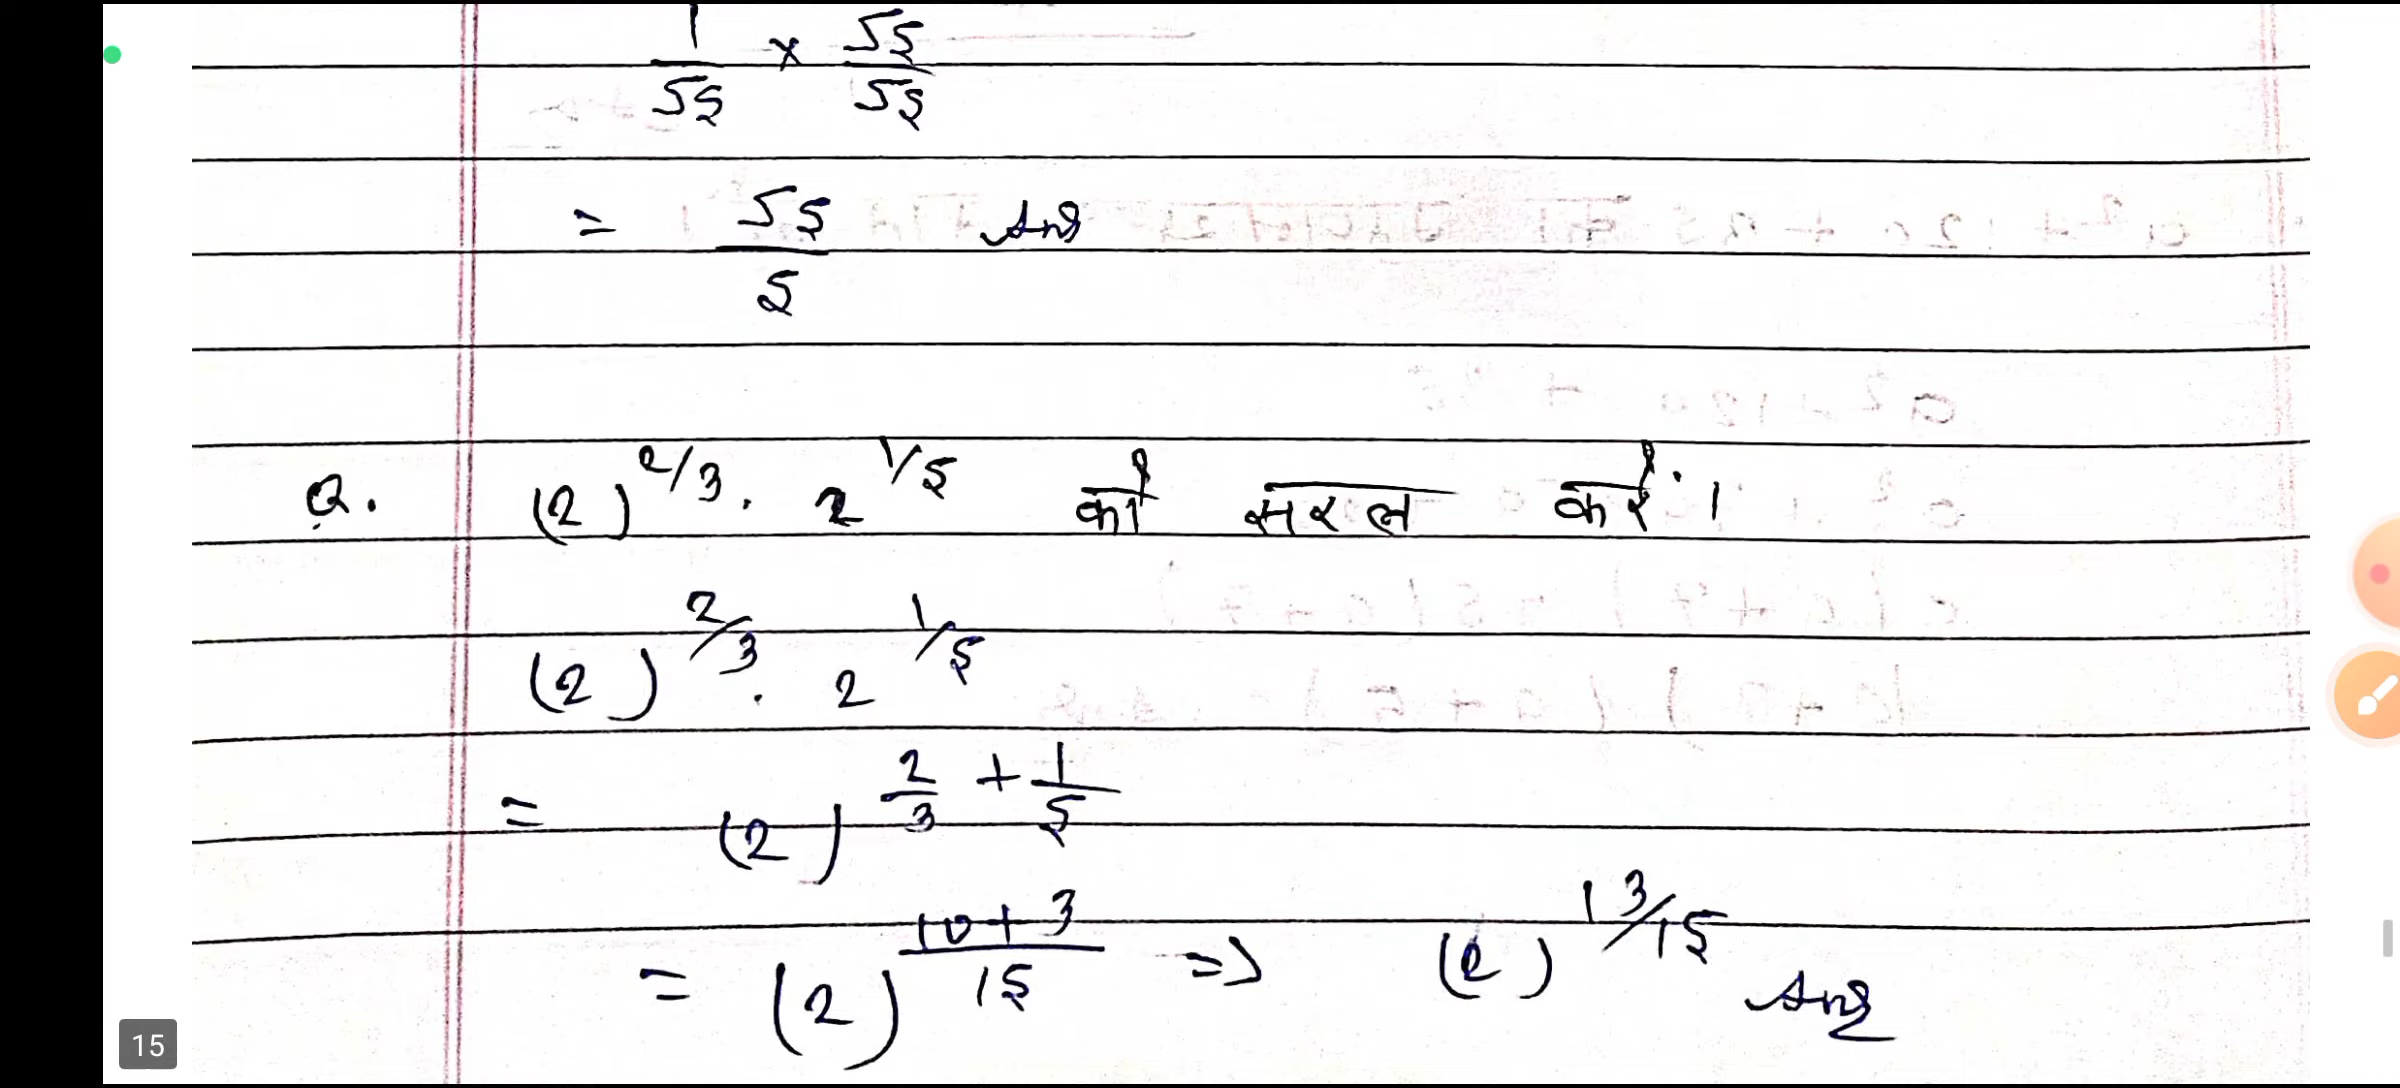 1/√5 × √5/√5
= √5/5 Ans
Q. (2)^2/3 . 2^1/5 को सरल करें।
(2)^2/3 . 2^1/5
= (2)^2/3 + 1/5
= (2)^10+3/15 => (2)^13/15 Ans
15